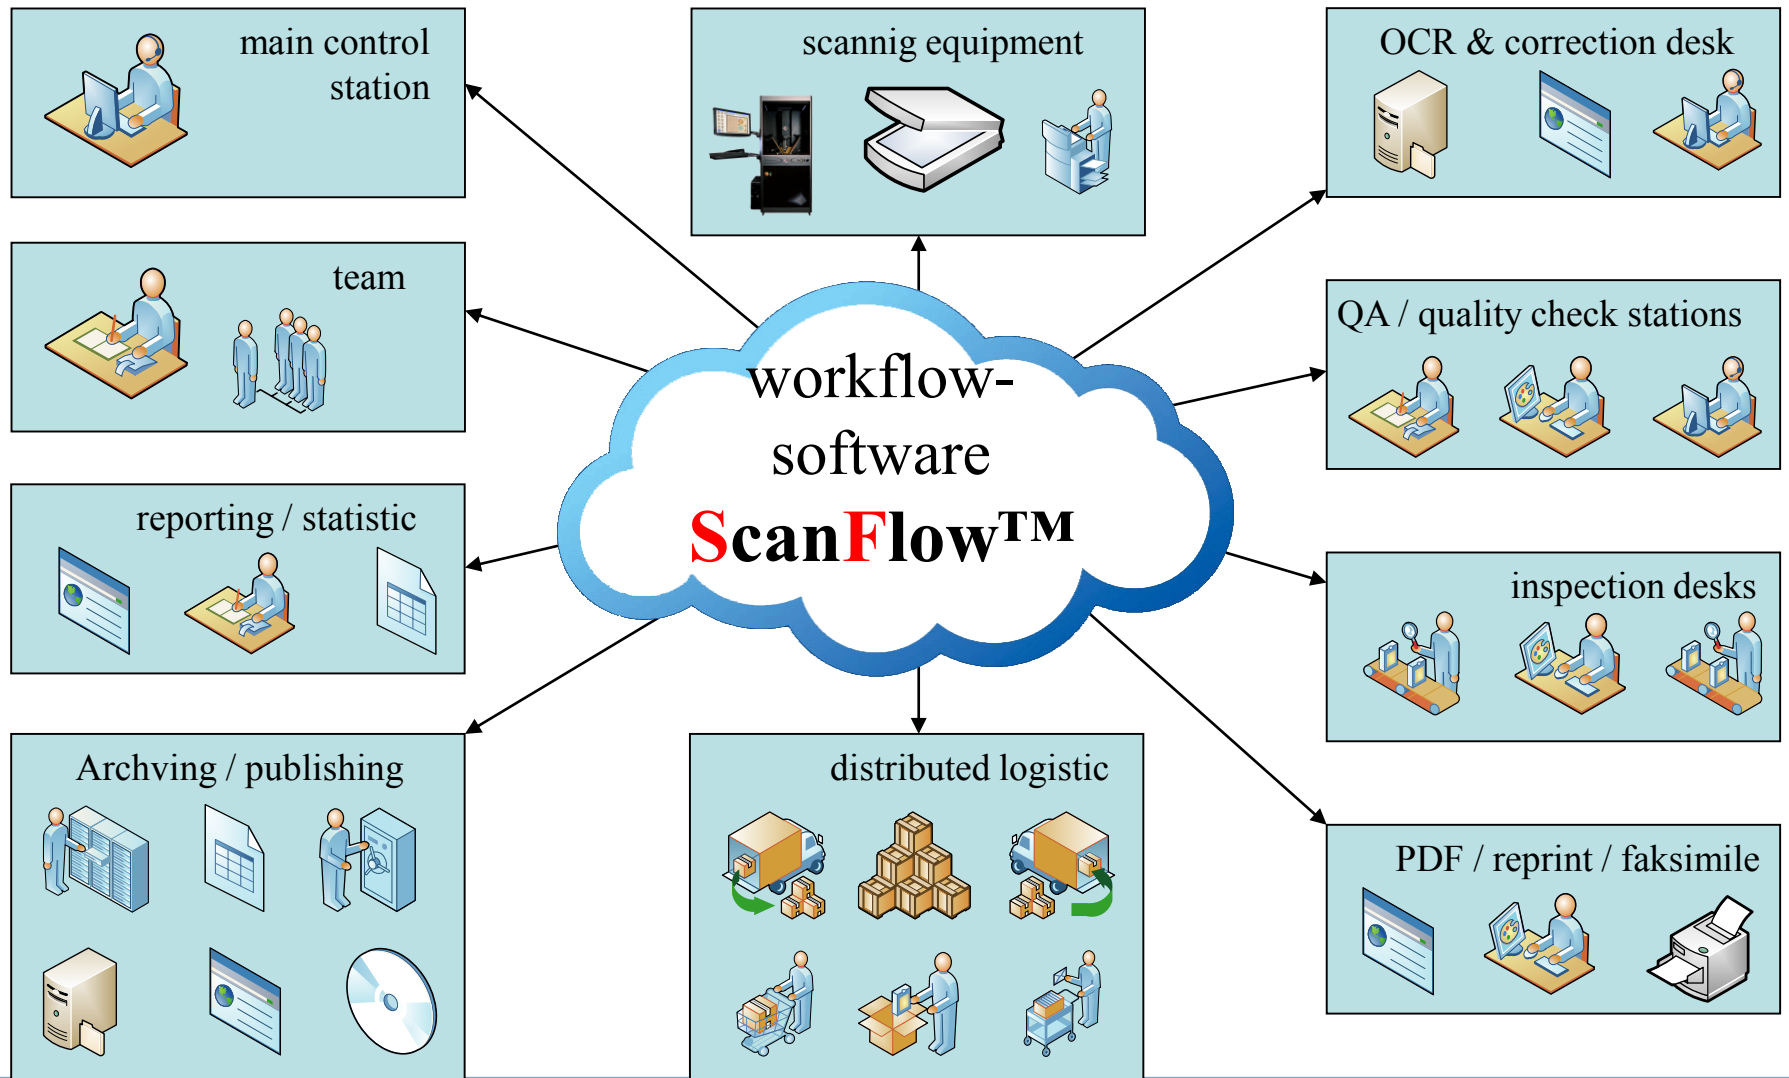 main control
station
scannig equipment
OCR & correction desk
team
QA / quality check stations
workflow-
software
ScanFlow™
reporting / statistic
inspection desks
Archving / publishing
distributed logistic
PDF / reprint / faksimile